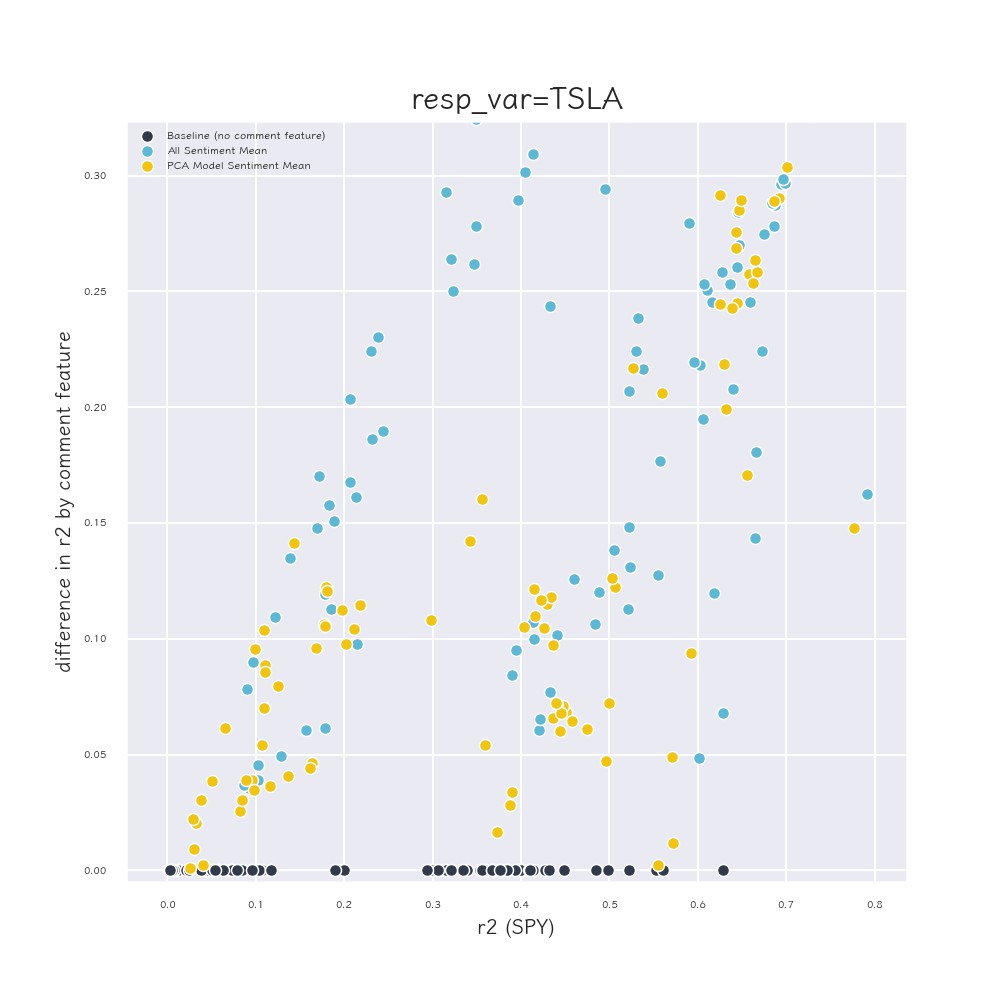 resp_var=TSLA
Baseline (no comment feature)
All Sentiment Mean
PCA Model Sentiment Mean
difference in r2 by comment feature
0.30
0.25
0.20
0.15
0.10
0.05
0.00
0.0 0.1 0.2 0.3 0.4 0.5 0.6 0.7 0.8
r2 (SPY)